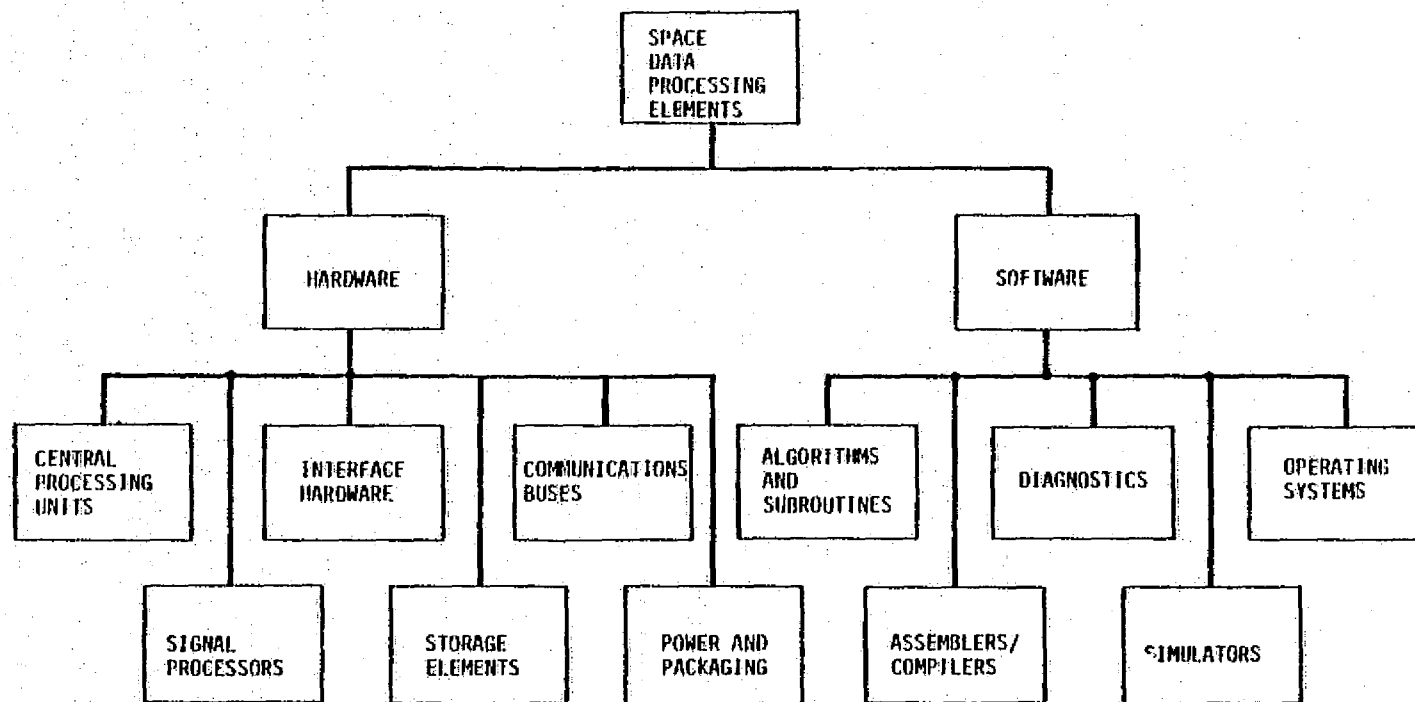 SPACE
DATA
PROCESSING
ELEMENTS
HARDWARE
SOFTWARE
CENTRAL
PROCESSING
UNITS
INTERFACE
HARDWARE
COMMUNICATIONS
BUSES
ALGORITHMS
AND
SUBROUTINES
DIAGNOSTICS
OPERATING
SYSTEMS
SIGNAL
PROCESSORS
STORAGE
ELEMENTS
POWER AND
PACKAGING
ASSEMBLERS/
COMPILERS
SIMULATORS